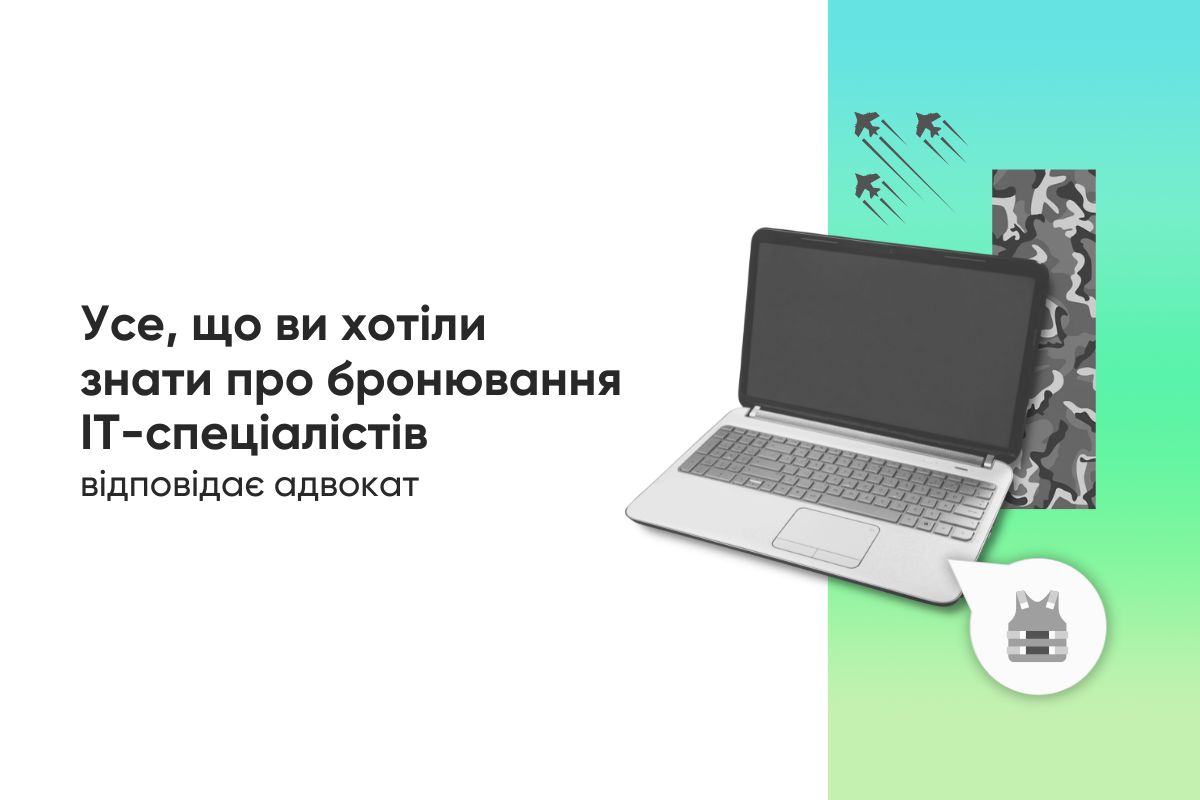 Усе, що ви хотіли
знати про бронювання
ІТ-спеціалістів
відповідає адвокат